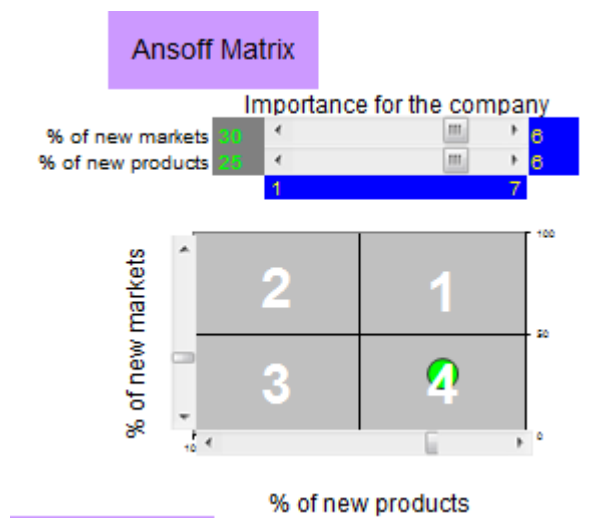 Ansoff Matrix
Importance for the company
% of new markets 30 6
% of new products 25 6
1 7
% of new markets
100
2 1
50
3 4
10 0
% of new products